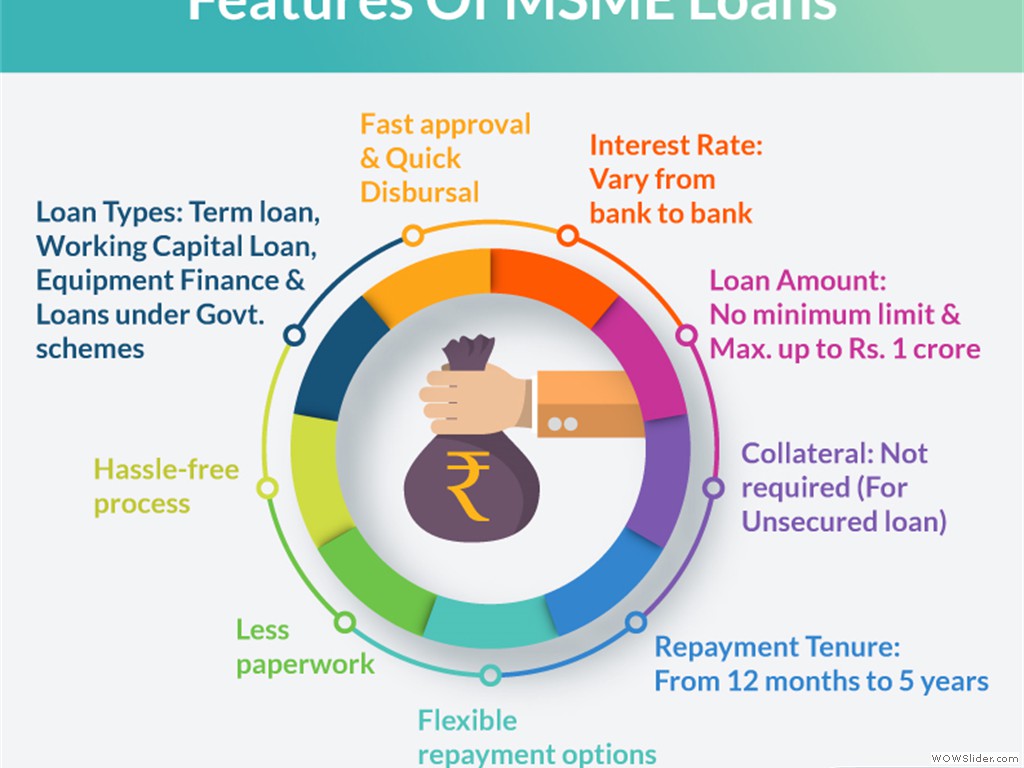 Features Of MSME Loans
Fast approval
& Quick
Disbursal
Interest Rate:
Vary from
bank to bank
Loan Types: Term loan,
Working Capital Loan,
Equipment Finance &
Loans under Govt.
schemes
Loan Amount:
No minimum limit &
Max. up to Rs. 1 crore
Hassle-free
process
₹
Collateral: Not
required (For
Unsecured loan)
Less
paperwork
Repayment Tenure:
From 12 months to 5 years
Flexible
repayment options
WOWSlider.com